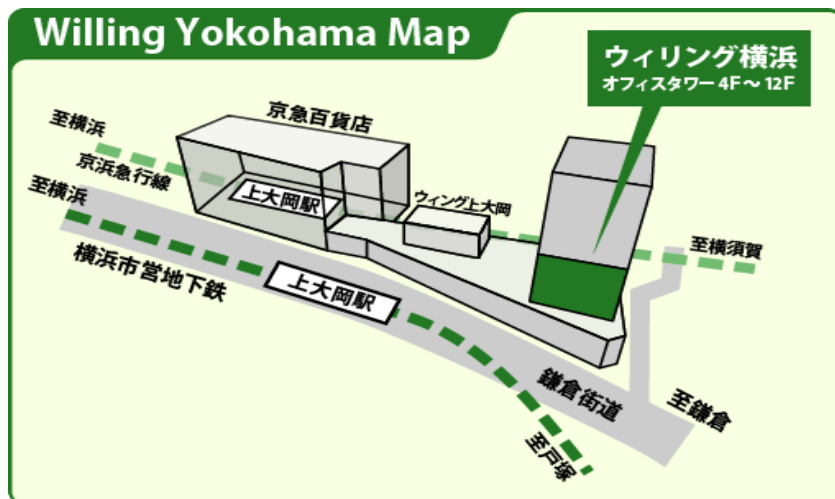 Willing Yokohama Map
ウィリング横浜
オフィスタワー 4F～12F
京急百貨店
至横浜
京浜急行線
上大岡駅
ウィング上大岡
至横浜
至横須賀
横浜市営地下鉄
上大岡駅
鎌倉街道
至鎌倉
至戸塚